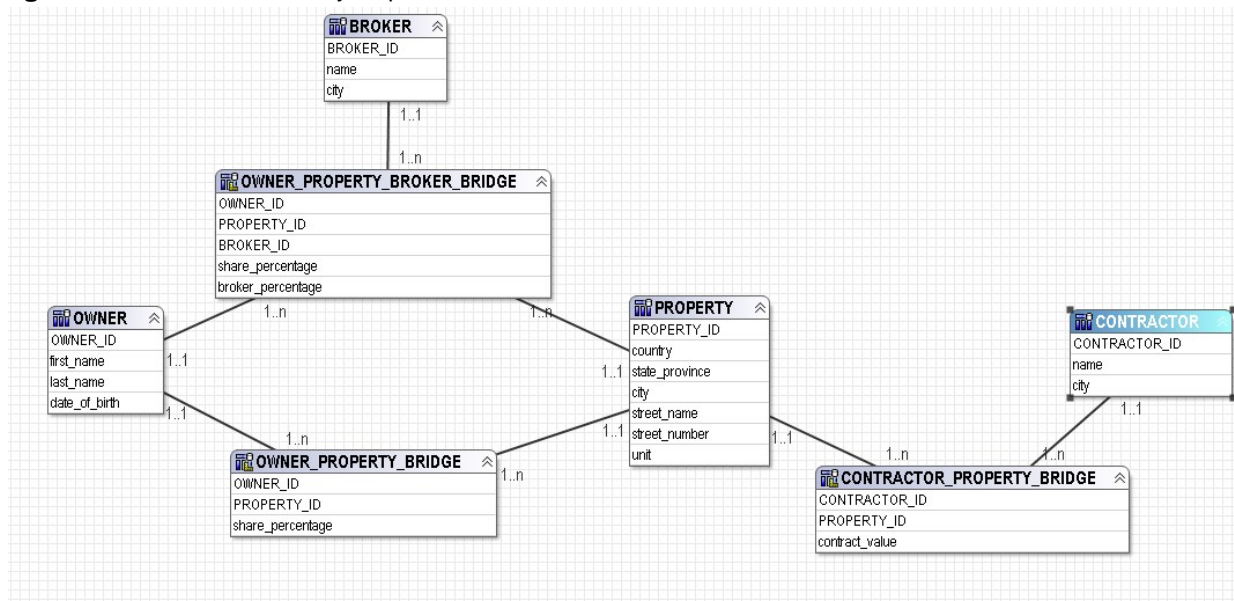 BROKER
BROKER_ID
name
city
1..1
1..n
OWNER_PROPERTY_BROKER_BRIDGE
OWNER_ID
PROPERTY_ID
BROKER_ID
share_percentage
broker_percentage
1..n
1..n
OWNER
OWNER_ID
first_name
last_name
date_of_birth
1..1
1..1
PROPERTY
PROPERTY_ID
country
state_province
city
street_name
street_number
unit
1..1
1..1
1..1
CONTRACTOR
CONTRACTOR_ID
name
city
1..1
1..n
1..n
OWNER_PROPERTY_BRIDGE
OWNER_ID
PROPERTY_ID
share_percentage
1..n
1..n
CONTRACTOR_PROPERTY_BRIDGE
CONTRACTOR_ID
PROPERTY_ID
contract_value